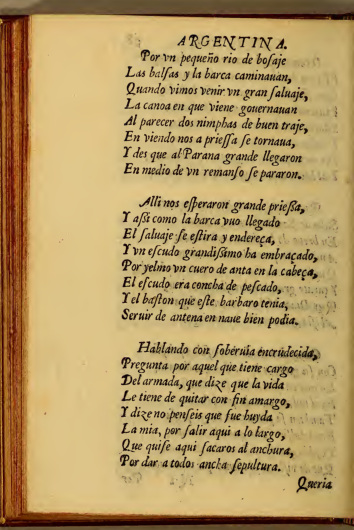 ARGENTINA.
Por vn pequeño rio de bosaje
Las balsas y la barca caminauan,
Quando vimos venir vn gran saluaje,
La canoa en que viene gouernauan
Al parecer dos nimphas de buen traje,
En viendo nos a priessa se tornaua,
Y des que al Parana grande llegaron
En medio de vn remanso se pararon.
Alli nos esperaron grande priessa,
Y assi como la barca vuo llegado
El saluaje se estira y endereça,
Y vn escudo grandissimo ha embraçado,
Por yelmo vn cuero de anta en la cabeça,
El escudo era concha de pescado,
Y el baston que este barbaro tenia,
Seruir de antena en naue bien podia.
Hablando con soberuia encrudecida,
Pregunta por aquel que tiene cargo
Del armada, que dize que la vida
Le tiene de quitar con fin amargo,
Y dize no penseis que fue huyda
La mia, por salir aqui a lo largo,
Que quise aqui sacaros al anchura,
Por dar a todos ancha sepultura.
Queria